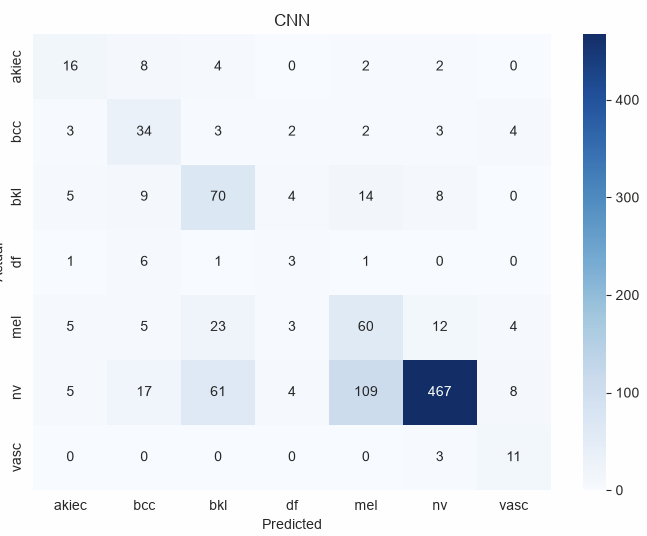 CNN
akiec 16 8 4 0 2 2 0
bcc 3 34 3 2 2 3 4
bkl 5 9 70 4 14 8 0
df 1 6 1 3 1 0 0
mel 5 5 23 3 60 12 4
nv 5 17 61 4 109 467 8
vasc 0 0 0 0 0 3 11
akiec bcc bkl df mel nv vasc
Predicted
400
300
200
100
0